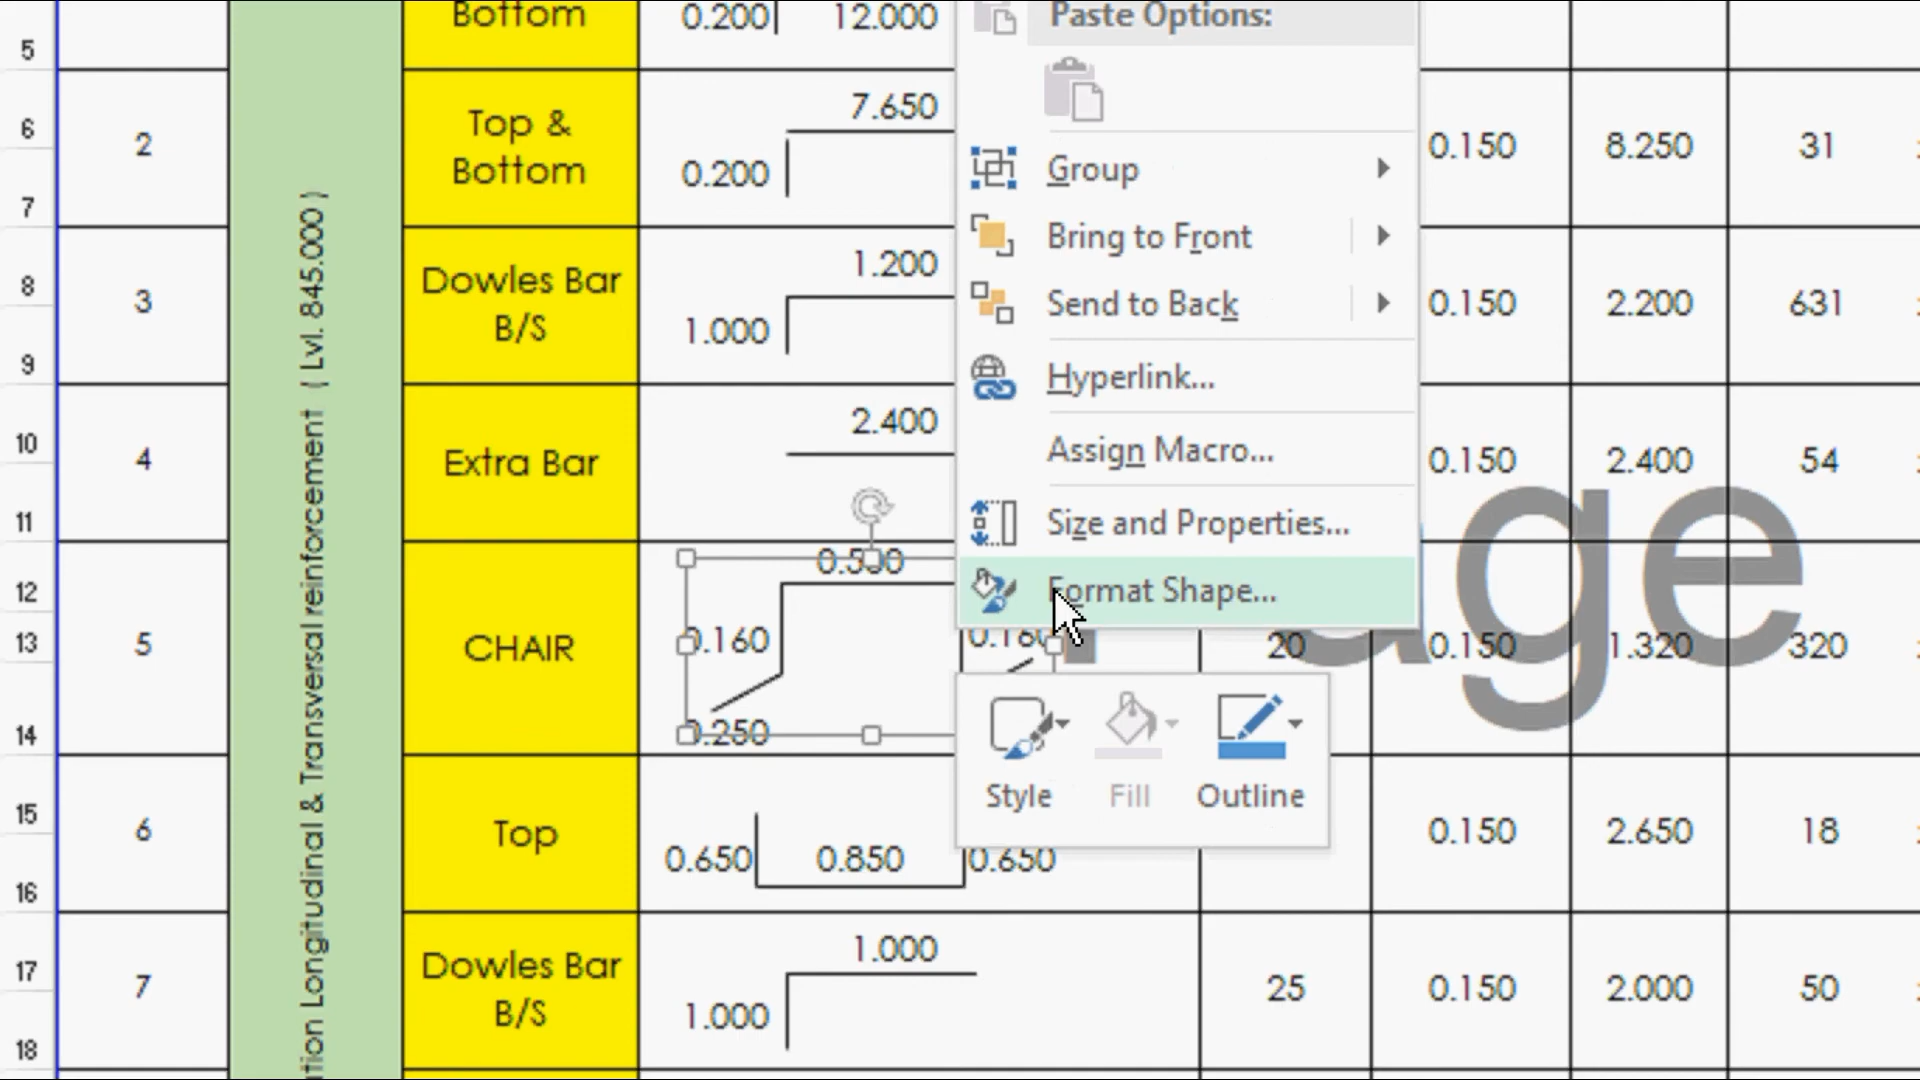 5
Bottom
0.200
12.000
Paste Options:
6
7
2
Top &
Bottom
7.650
0.200
Group
Bring to Front
0.150
8.250
31
8
9
3
Dowles Bar
B/S
1.200
1.000
Send to Back
Hyperlink...
0.150
2.200
631
10
11
4
Extra Bar
2.400
Assign Macro...
Size and Properties...
0.150
2.400
54
12
13
14
5
CHAIR
0.160
0.250
Format Shape...
20
0.150
1.320
320
age
Style
Fill
Outline
15
16
6
Top
0.650
0.850
0.650
0.150
2.650
18
17
18
7
Dowles Bar
B/S
1.000
1.000
25
0.150
2.000
50
tion Longitudinal & Transversal reinforcement ( Lvl. 845.000 )